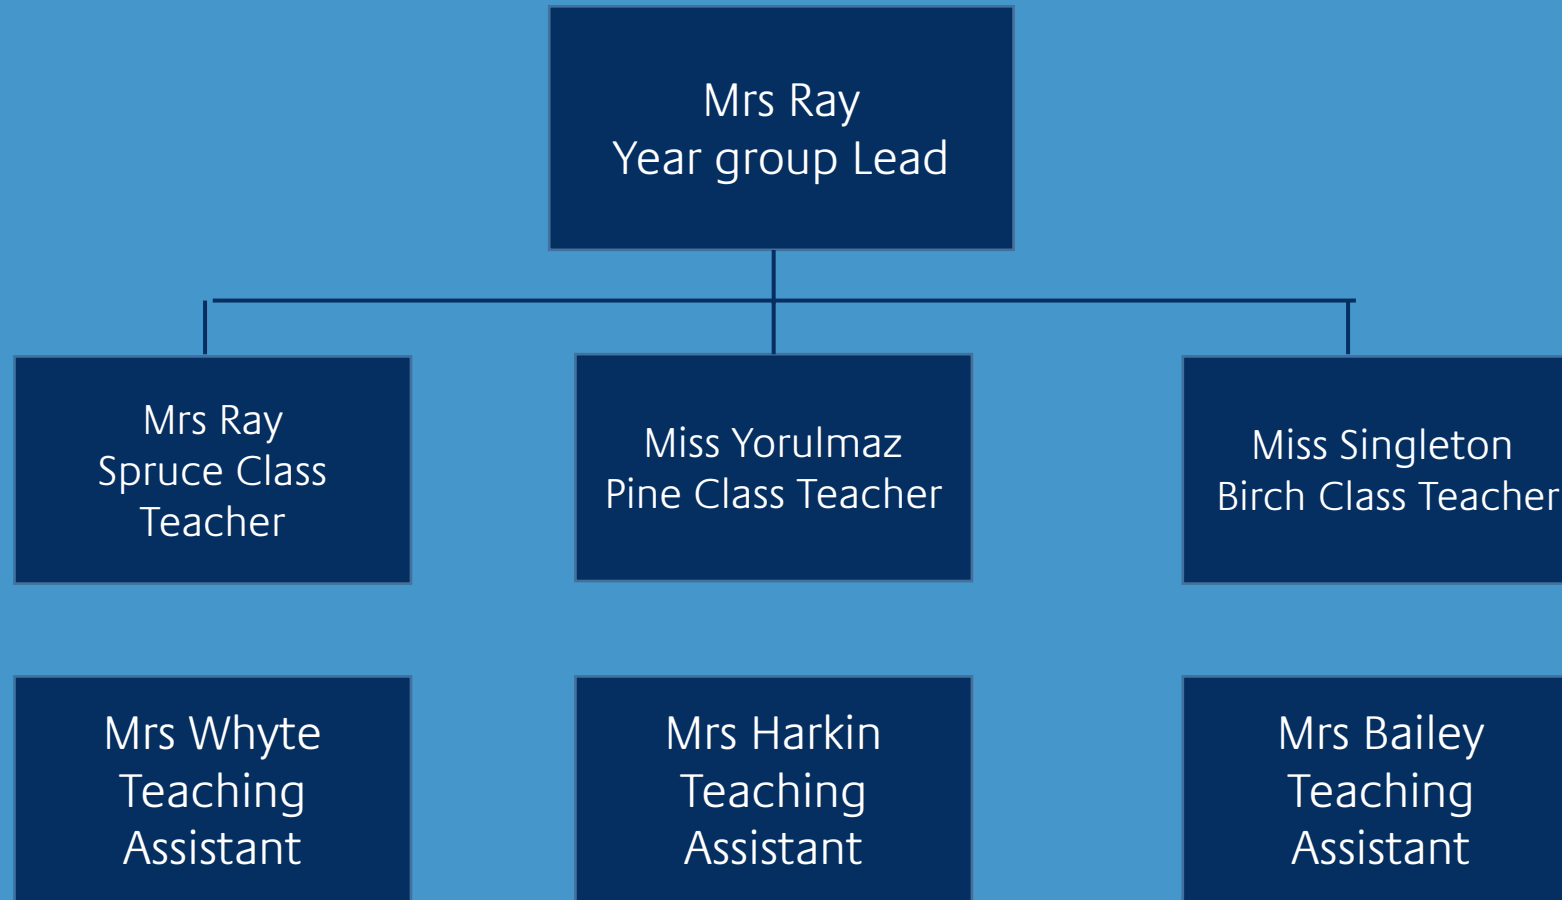 Mrs Ray
Year group Lead
Mrs Ray
Spruce Class
Teacher
Miss Yorulmaz
Pine Class Teacher
Miss Singleton
Birch Class Teacher
Mrs Whyte
Teaching
Assistant
Mrs Harkin
Teaching
Assistant
Mrs Bailey
Teaching
Assistant